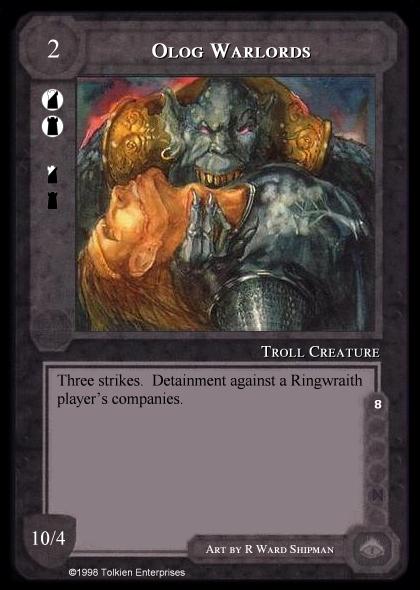 2
OLOG WARLORDS
TROLL CREATURE
Three strikes.  Detainment against a Ringwraith
player's companies.
8
N
10/4
ART BY R WARD SHIPMAN
©1998 Tolkien Enterprises